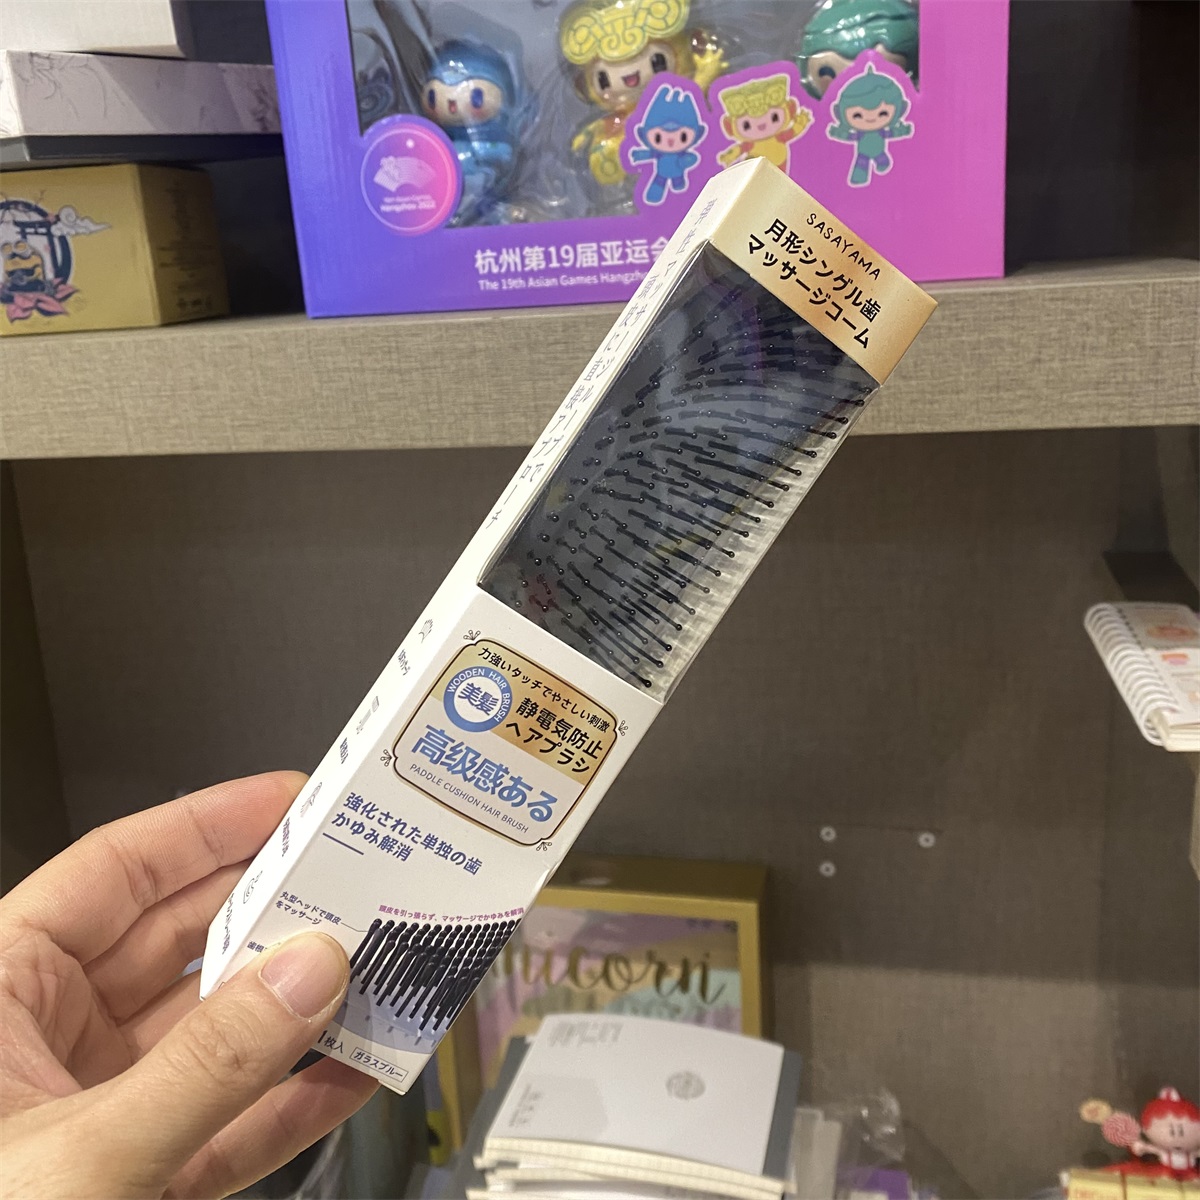 Hangzhou 2022
杭州第19届亚运会
The 19th Asian Games Hangzho
SASAYAMA
月形シングル歯
マッサージコーム
力強いタッチでやさしい刺激
WOODEN HAIR BRUSH
美髪
静電気防止
ヘアブラシ
高级感ある
PADDLE CUSHION HAIR BRUSH
強化された単独の歯
かゆみ解消
頭皮を引っ張らず、マッサージでかゆみを解消
丸型ヘッドで頭皮
をマッサージ
歯根
1枚入
ガラスブルー
nicorn